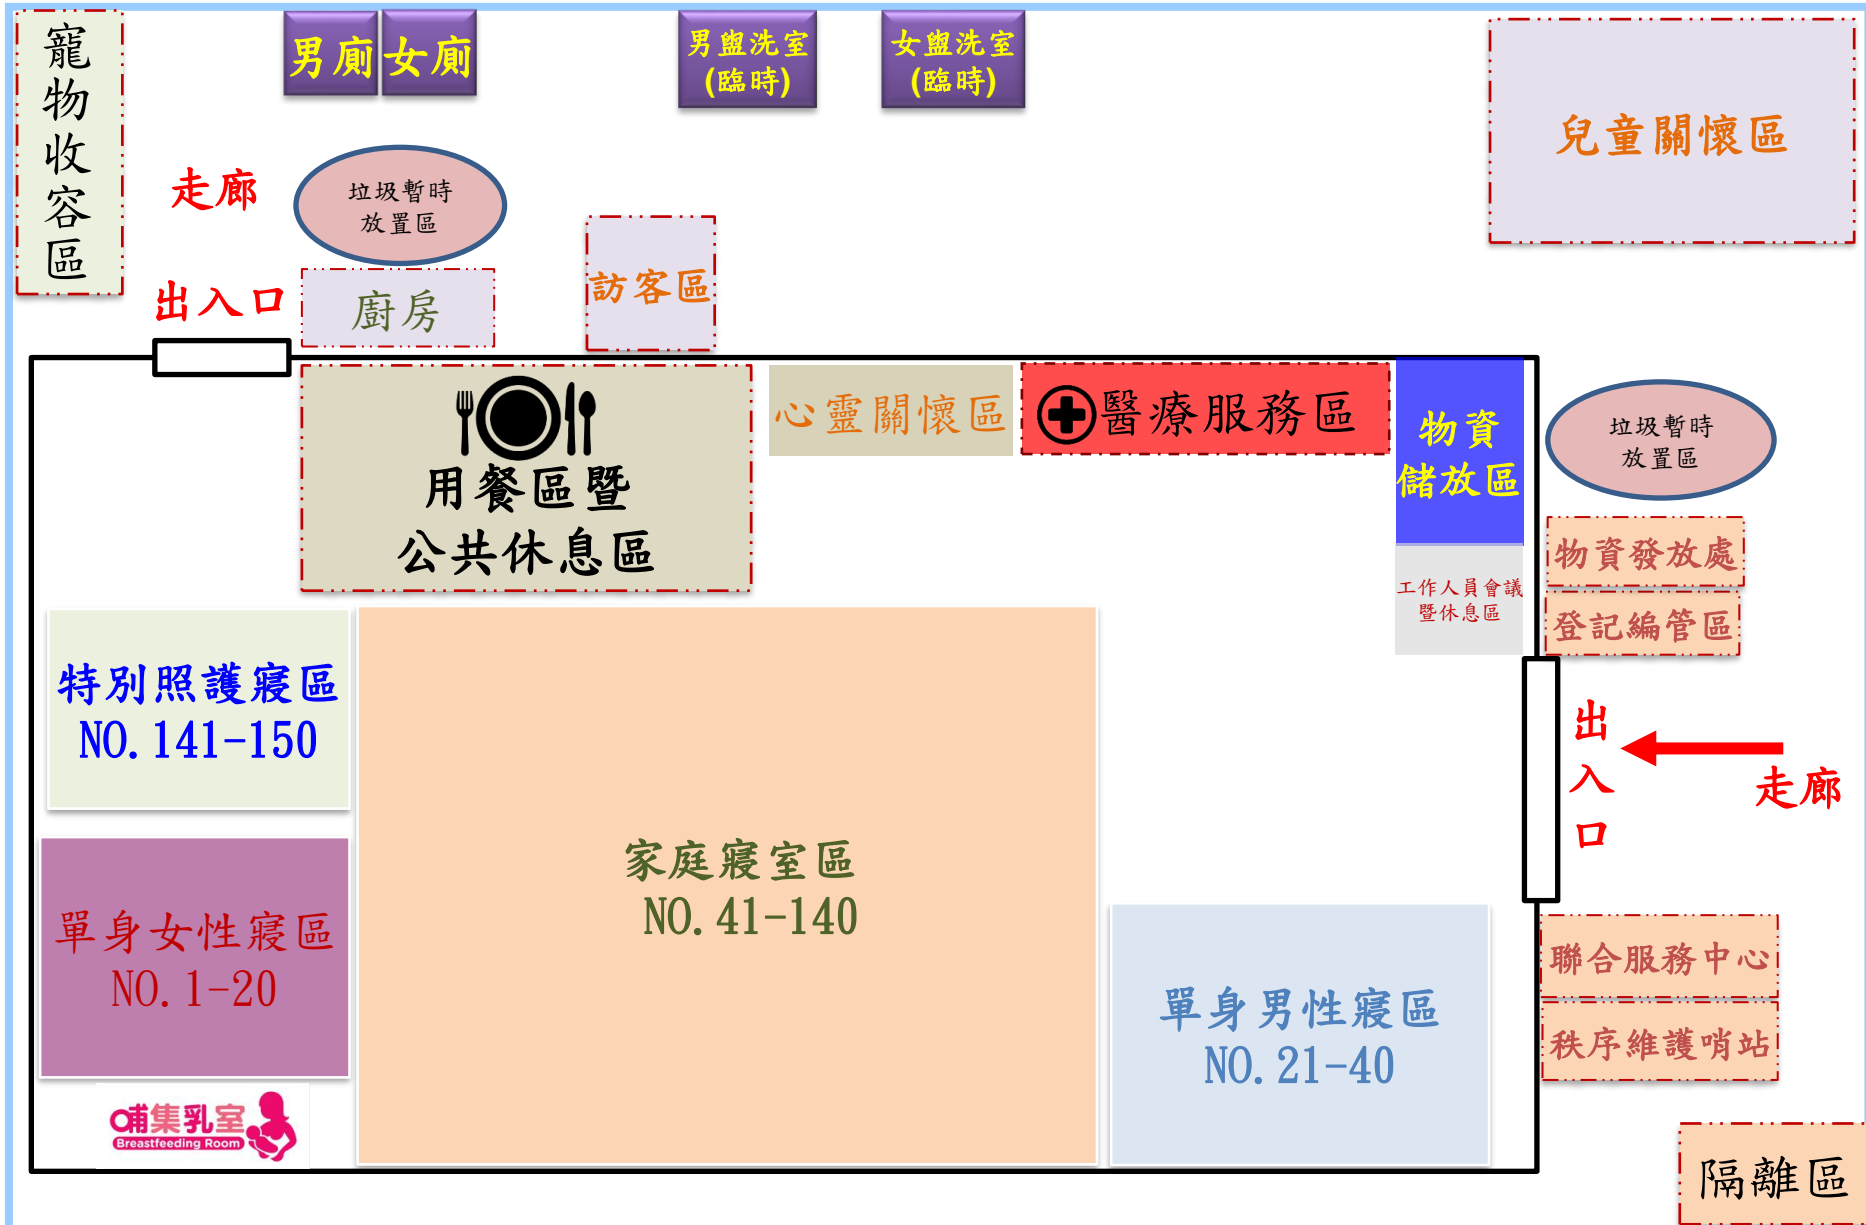 寵
物
收
容
區
男廁
女廁
男盥洗室
(臨時)
女盥洗室
(臨時)
兒童關懷區
走廊
垃圾暫時
放置區
出入口
廚房
訪客區
用餐區暨
公共休息區
心靈關懷區
醫療服務區
物資
儲放區
垃圾暫時
放置區
工作人員會議
暨休息區
物資發放處
登記編管區
特別照護寢區
NO.141-150
家庭寢室區
NO.41-140
出
入
口
走廊
單身女性寢區
NO.1-20
單身男性寢區
NO.21-40
聯合服務中心
秩序維護哨站
哺集乳室
Breastfeeding Room
隔離區